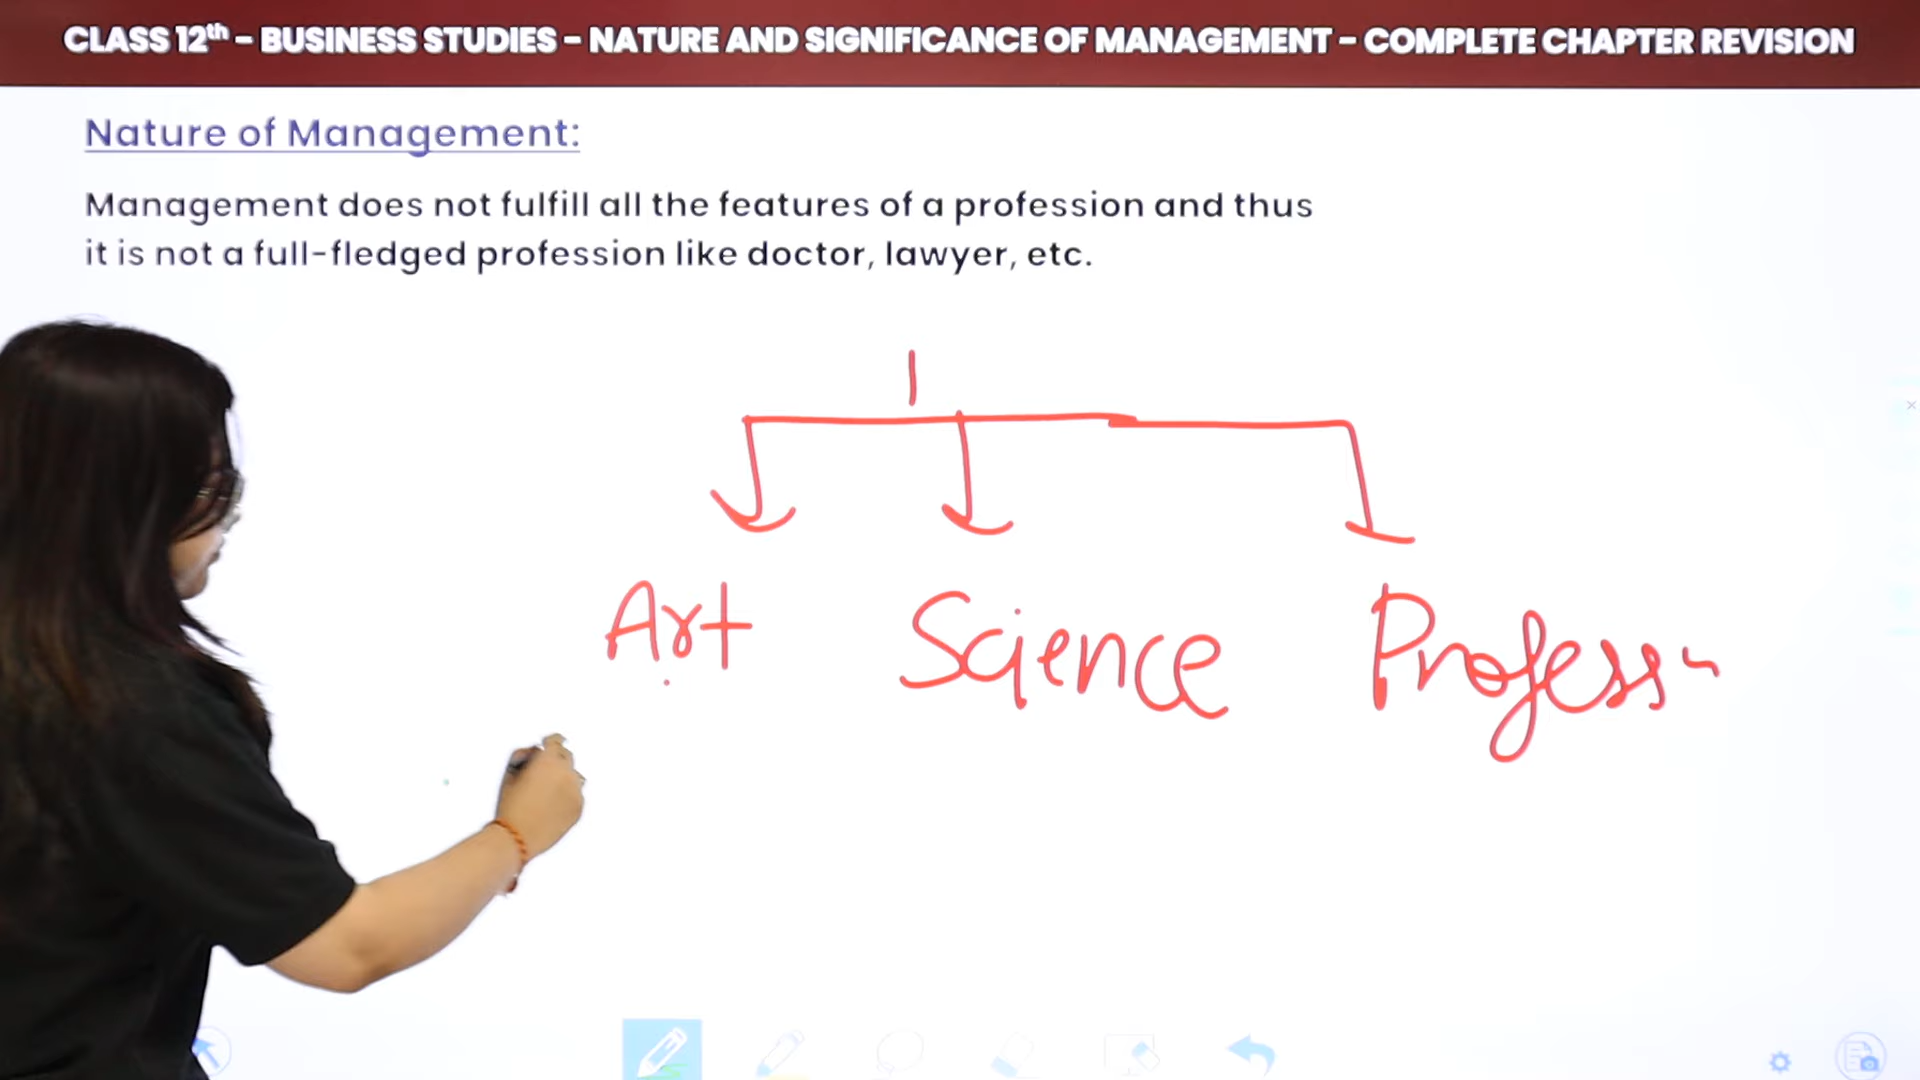 CLASS 12th - BUSINESS STUDIES - NATURE AND SIGNIFICANCE OF MANAGEMENT - COMPLETE CHAPTER REVISION
Nature of Management:
Management does not fulfill all the features of a profession and thus
it is not a full-fledged profession like doctor, lawyer, etc.
Art Science Profess